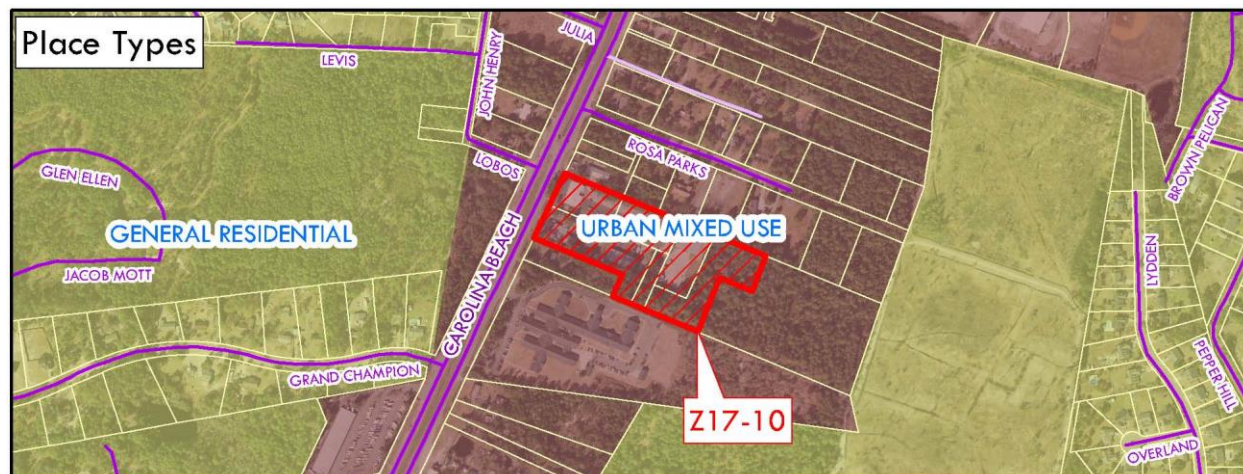 Place Types
LEVIS
JOHN HENRY
JULIA
LOBOS
ROSA PARKS
BROWN PELICAN
GLEN ELLEN
GENERAL RESIDENTIAL
URBAN MIXED USE
JACOB MOTT
CAROLINA BEACH
LYDDEN
GRAND CHAMPION
PEPPER HILL
Z17-10
OVERLAND